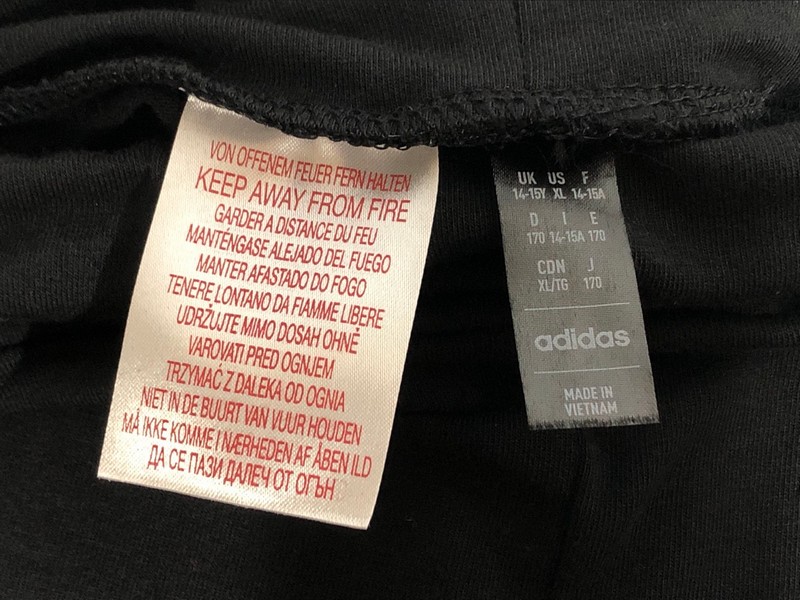 VON OFFENEM FEUER FERN HALTEN
KEEP AWAY FROM FIRE
GARDER A DISTANCE DU FEU
MANTÉNGASE ALEJADO DEL FUEGO
MANTER AFASTADO DO FOGO
TENERE LONTANO DA FIAMME LIBERE
UDRŽUJTE MIMO DOSAH OHNĚ
VAROVATI PRED OGNJEM
TRZYMAĆ Z DALEKA OD OGNIA
NIET IN DE BUURT VAN VUUR HOUDEN
MÅ IKKE KOMME I NÆRHEDEN AF ÅBEN ILD
ДА СЕ ПАЗИ ДАЛЕЧ ОТ ОГЪН
UK US F
14-15Y XL 14-15A
D I E
170 14-15A 170
CDN J
XL/TG 170
adidas
MADE IN
VIETNAM